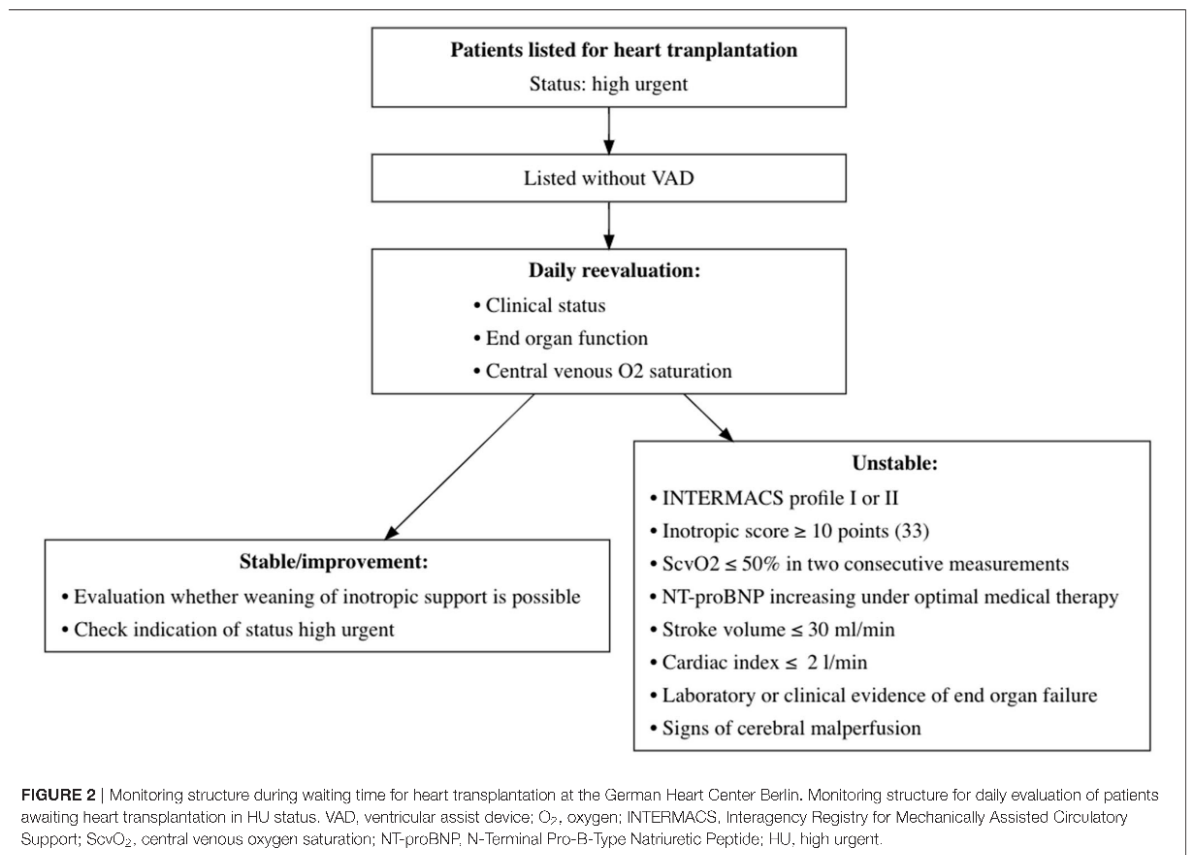 Patients listed for heart tranplantation
Status: high urgent
Listed without VAD
Daily reevaluation:
• Clinical status
• End organ function
• Central venous O2 saturation
Stable/improvement:
• Evaluation whether weaning of inotropic support is possible
• Check indication of status high urgent
Unstable:
• INTERMACS profile I or II
• Inotropic score ≥ 10 points (33)
• ScvO2 ≤ 50% in two consecutive measurements
• NT-proBNP increasing under optimal medical therapy
• Stroke volume ≤ 30 ml/min
• Cardiac index ≤ 2 l/min
• Laboratory or clinical evidence of end organ failure
• Signs of cerebral malperfusion
FIGURE 2 | Monitoring structure during waiting time for heart transplantation at the German Heart Center Berlin. Monitoring structure for daily evaluation of patients
awaiting heart transplantation in HU status. VAD, ventricular assist device; O₂, oxygen; INTERMACS, Interagency Registry for Mechanically Assisted Circulatory
Support; ScvO₂, central venous oxygen saturation; NT-proBNP, N-Terminal Pro-B-Type Natriuretic Peptide; HU, high urgent.